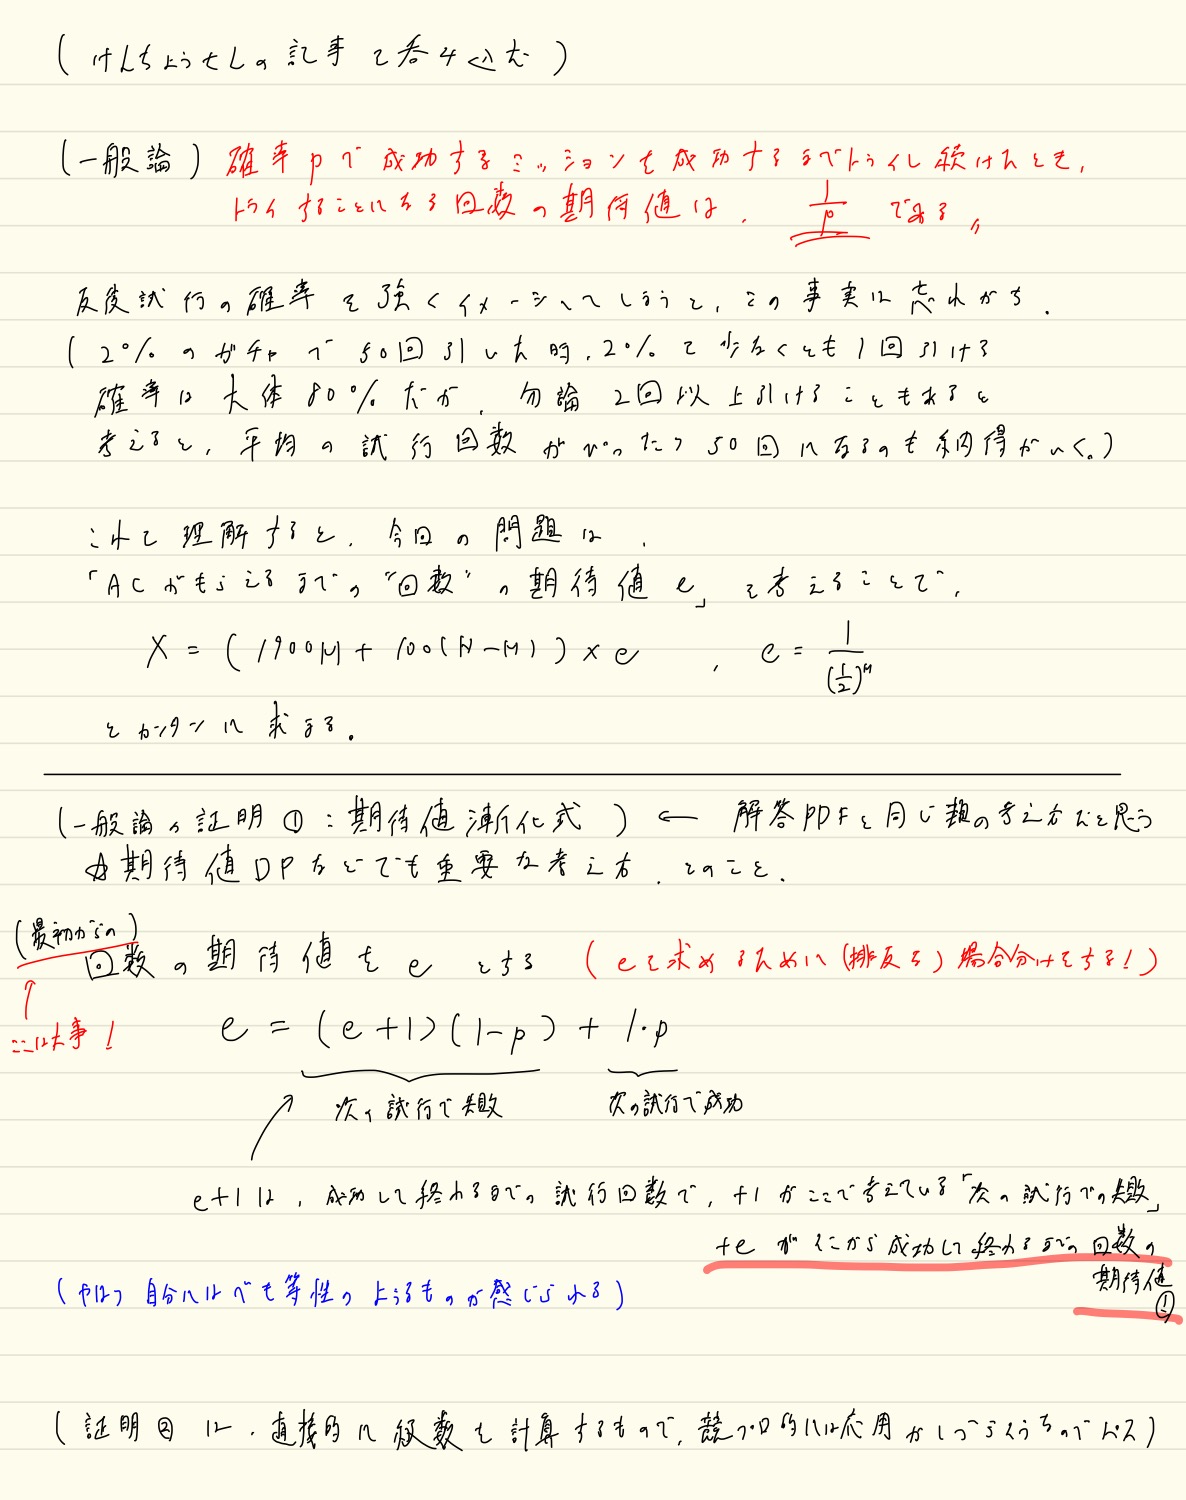 (けんちょんさんの記事で呑み込む)
(一般論) 確率pで成功するミッションを成功するまでトライし続けたとき、
トライすることになる回数の期待値は、 1/p である〃
反復試行の確率を強くイメージしてしまうと、この事実は忘れがち.
(2%のガチャで50回引いた時、2%で少なくとも1回引ける
確率は大体80%だが、勿論2回以上引けることもあると
考えると、平均の試行回数がぴったり50回になるのも納得がいく。)
これで理解すると、今回の問題は、
「ACがもらえるまでの"回数"の期待値e」を考えることで、
X = (1900M + 100(N-M)) × e , e = 1/(1/2)^M
とカンタンに求まる。
(一般論の証明①:期待値漸化式) ← 解答PDFと同じ類の考え方だと思う
☆期待値DPなどでも重要な考え方、とのこと.
(最初からの)
回数の期待値をeとする (eを求めるために(排反な)場合分けをする!)
↑
ここは大事!
e = (e+1)(1-p) + 1・p
次の試行で失敗 次の試行で成功
e+1は、成功して終わるまでの試行回数で、+1がここで考えている「次の試行での失敗」
+eがそこから成功して終わるまでの回数の
期待値!
(やはり自分にはべき等性のようなものが感じられる)
(証明②は、直接的に級数を計算するもので、競プロ的には応用がしづらそうなのでパス)